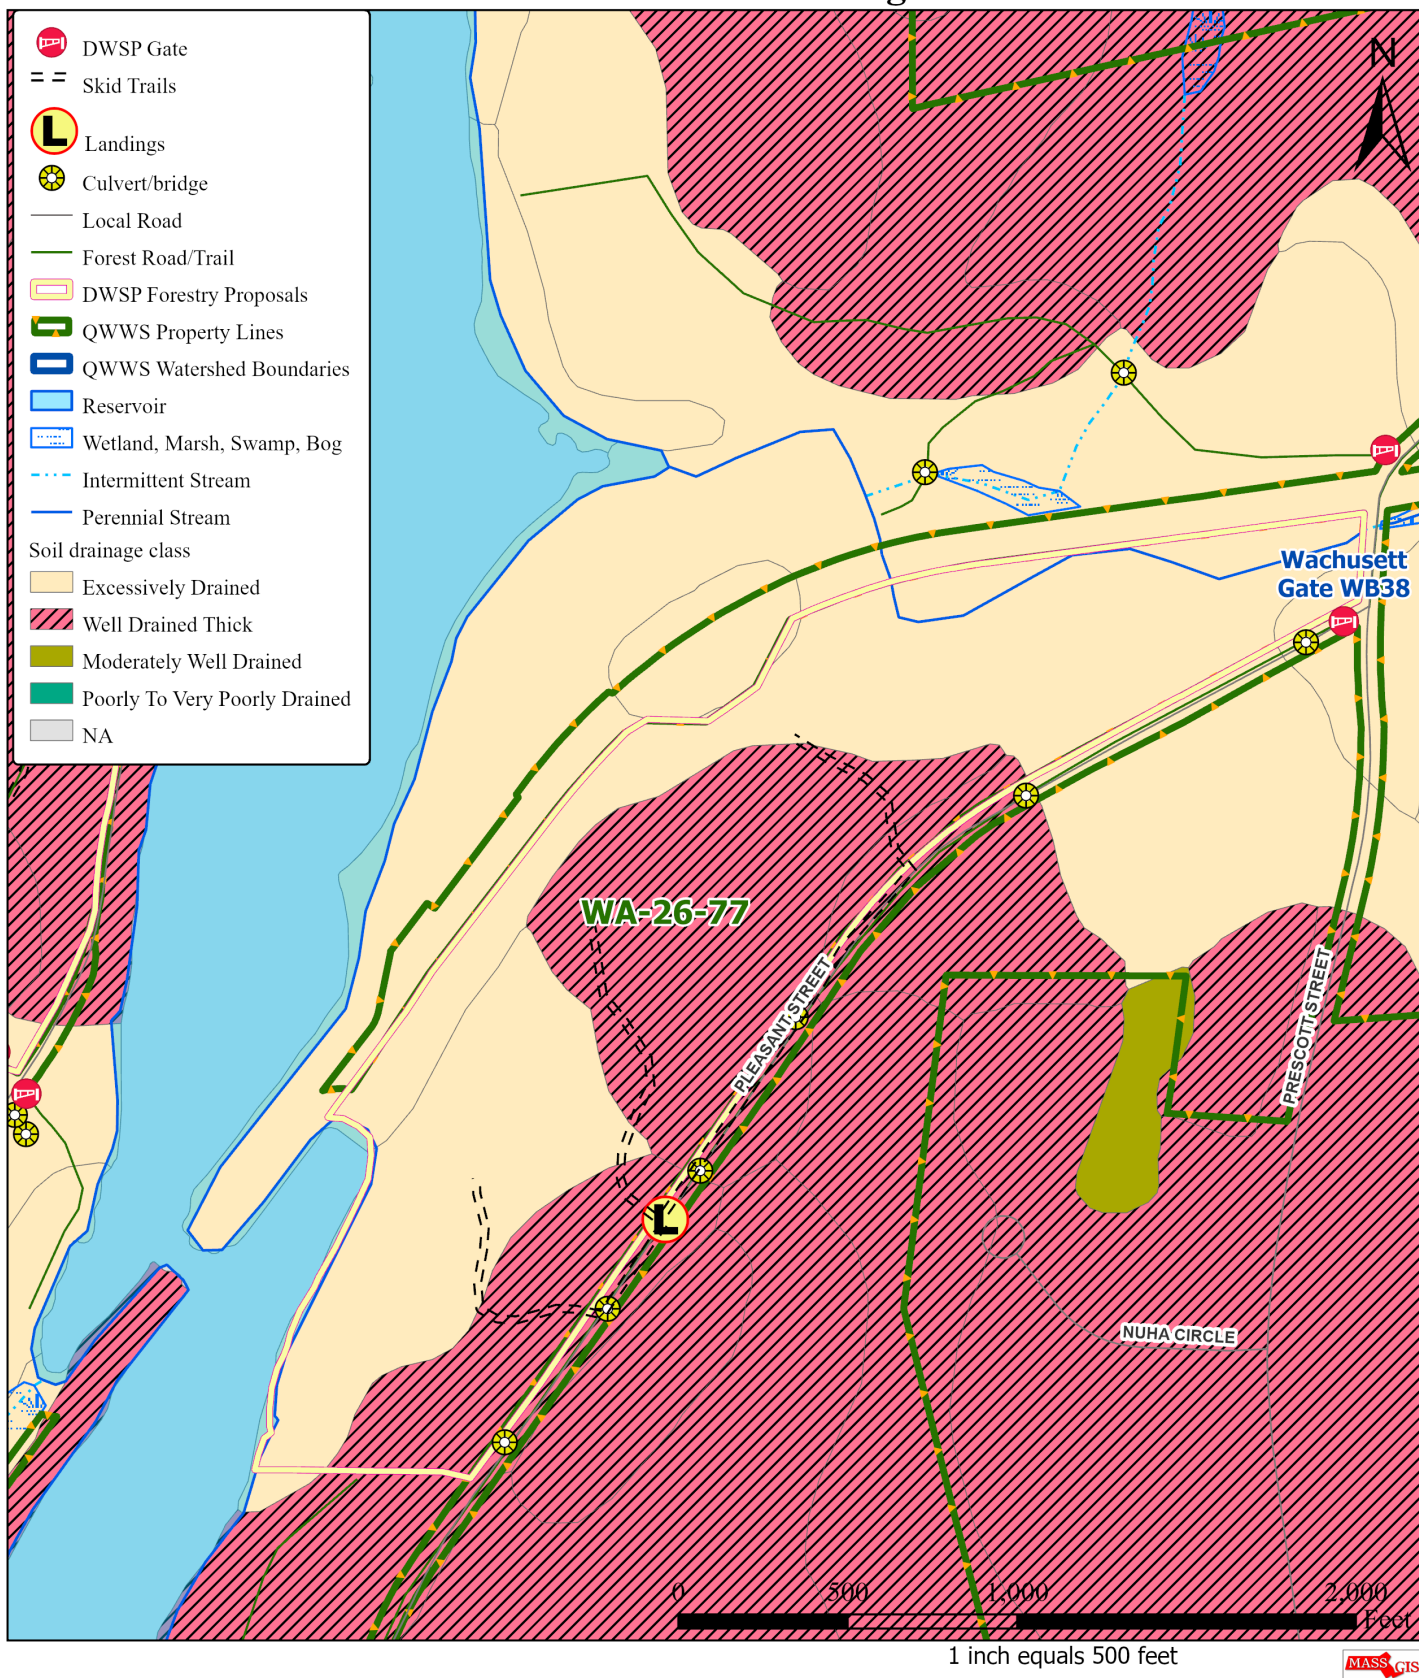 DWSP Gate
Skid Trails
L
Landings
Culvert/bridge
Local Road
Forest Road/Trail
DWSP Forestry Proposals
QWWS Property Lines
QWWS Watershed Boundaries
Reservoir
Wetland, Marsh, Swamp, Bog
Intermittent Stream
Perennial Stream
Soil drainage class
Excessively Drained
Well Drained Thick
Moderately Well Drained
Poorly To Very Poorly Drained
NA
N
Wachusett
Gate WB38
WA-26-77
PLEASANT STREET
PRESCOTT STREET
L
NUHA CIRCLE
0 500 1,000 2,000
Feet
1 inch equals 500 feet
MASS GIS